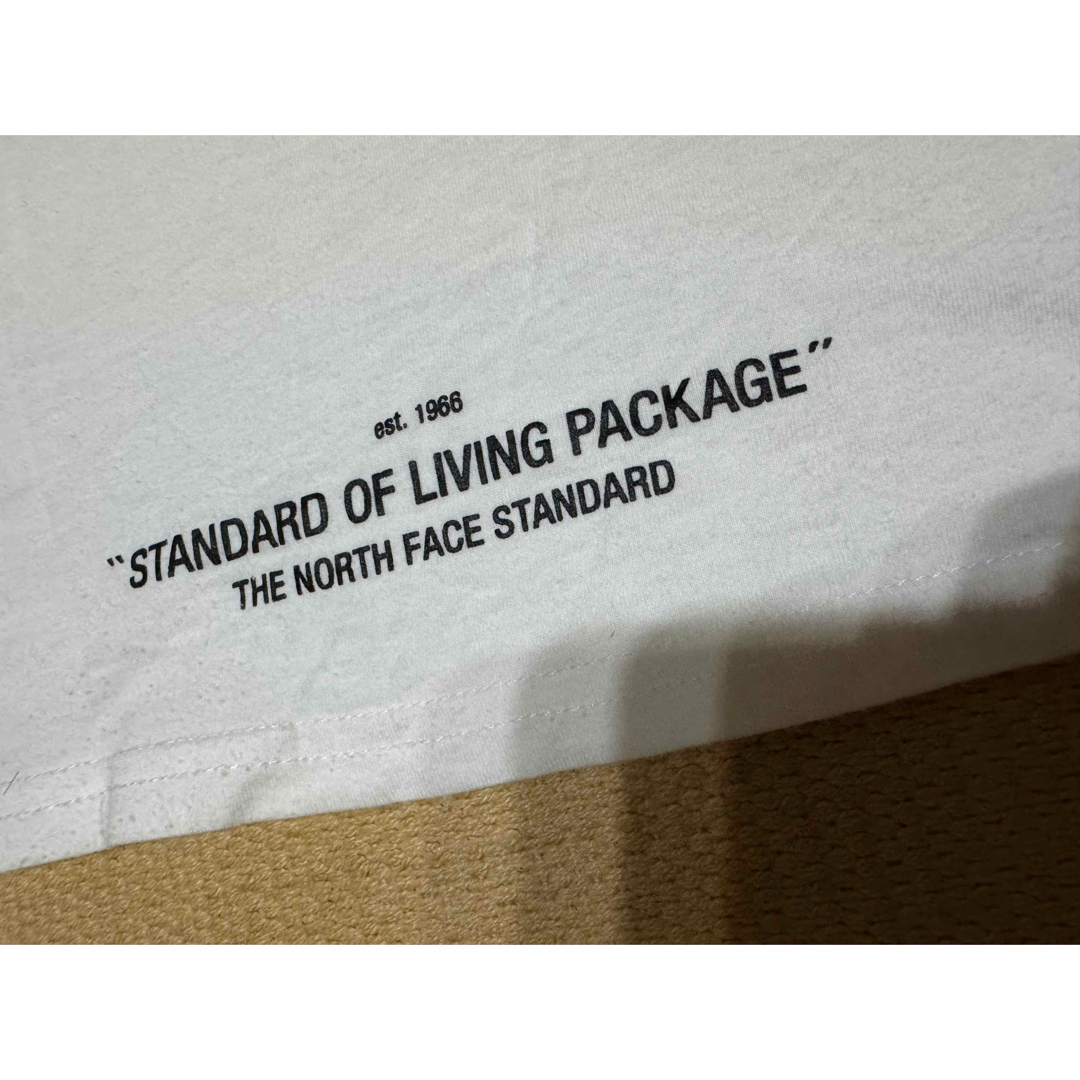 est. 1966
"STANDARD OF LIVING PACKAGE"
THE NORTH FACE STANDARD